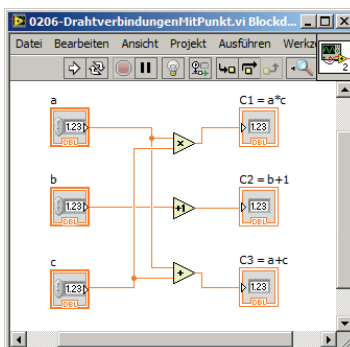 0206-DrahtverbindungenMitPunkt.vi Blockd...
Datei Bearbeiten Ansicht Projekt Ausführen Werkz
2
a
C1 = a*c
1.23
DBL
×
1.23
DBL
b
C2 = b+1
1.23
DBL
+1
1.23
DBL
c
C3 = a+c
1.23
DBL
+
1.23
DBL